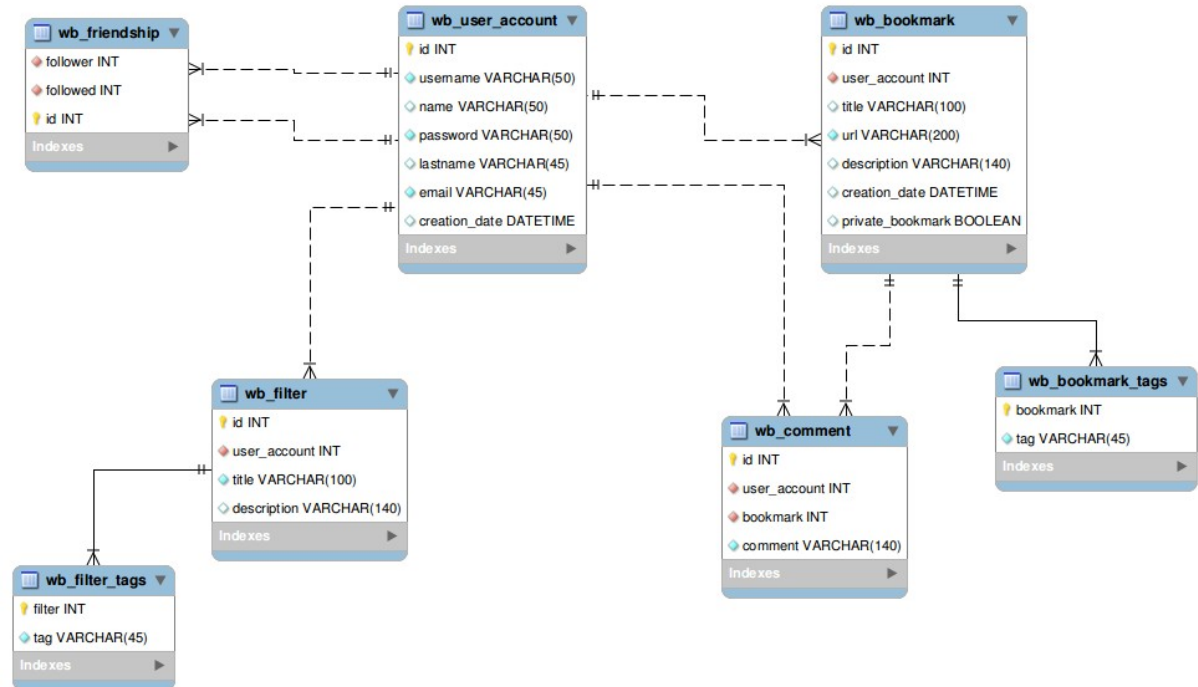 wb_friendship
follower INT
followed INT
id INT
Indexes
wb_user_account
id INT
username VARCHAR(50)
name VARCHAR(50)
password VARCHAR(50)
lastname VARCHAR(45)
email VARCHAR(45)
creation_date DATETIME
Indexes
wb_bookmark
id INT
user_account INT
title VARCHAR(100)
url VARCHAR(200)
description VARCHAR(140)
creation_date DATETIME
private_bookmark BOOLEAN
Indexes
wb_filter
id INT
user_account INT
title VARCHAR(100)
description VARCHAR(140)
Indexes
wb_comment
id INT
user_account INT
bookmark INT
comment VARCHAR(140)
Indexes
wb_bookmark_tags
bookmark INT
tag VARCHAR(45)
Indexes
wb_filter_tags
filter INT
tag VARCHAR(45)
Indexes